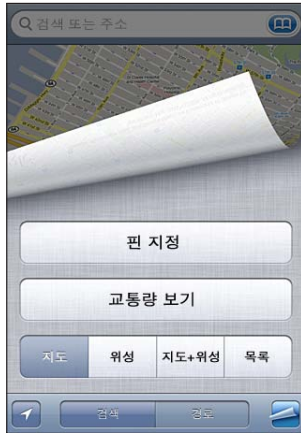 검색 또는 주소
핀 지정
교통량 보기
지도 위성 지도+위성 목록
검색 경로